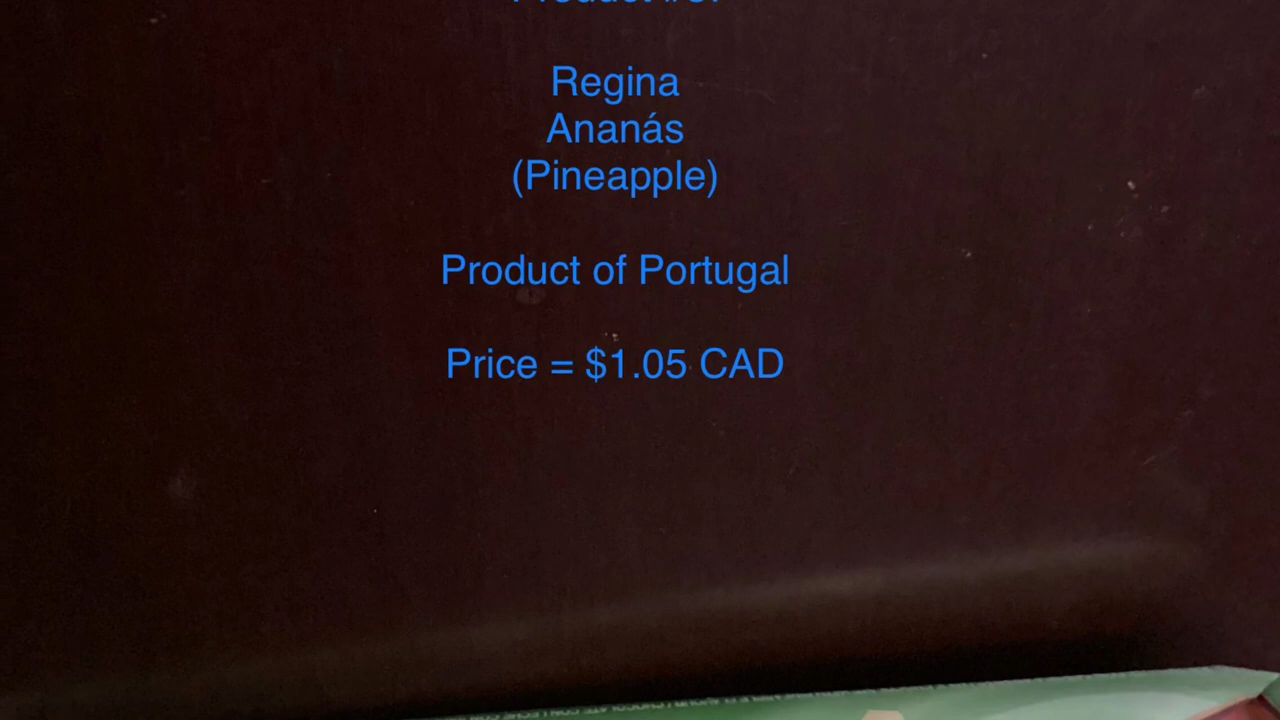 Regina
Ananás
(Pineapple)
Product of Portugal
Price = $1.05 CAD